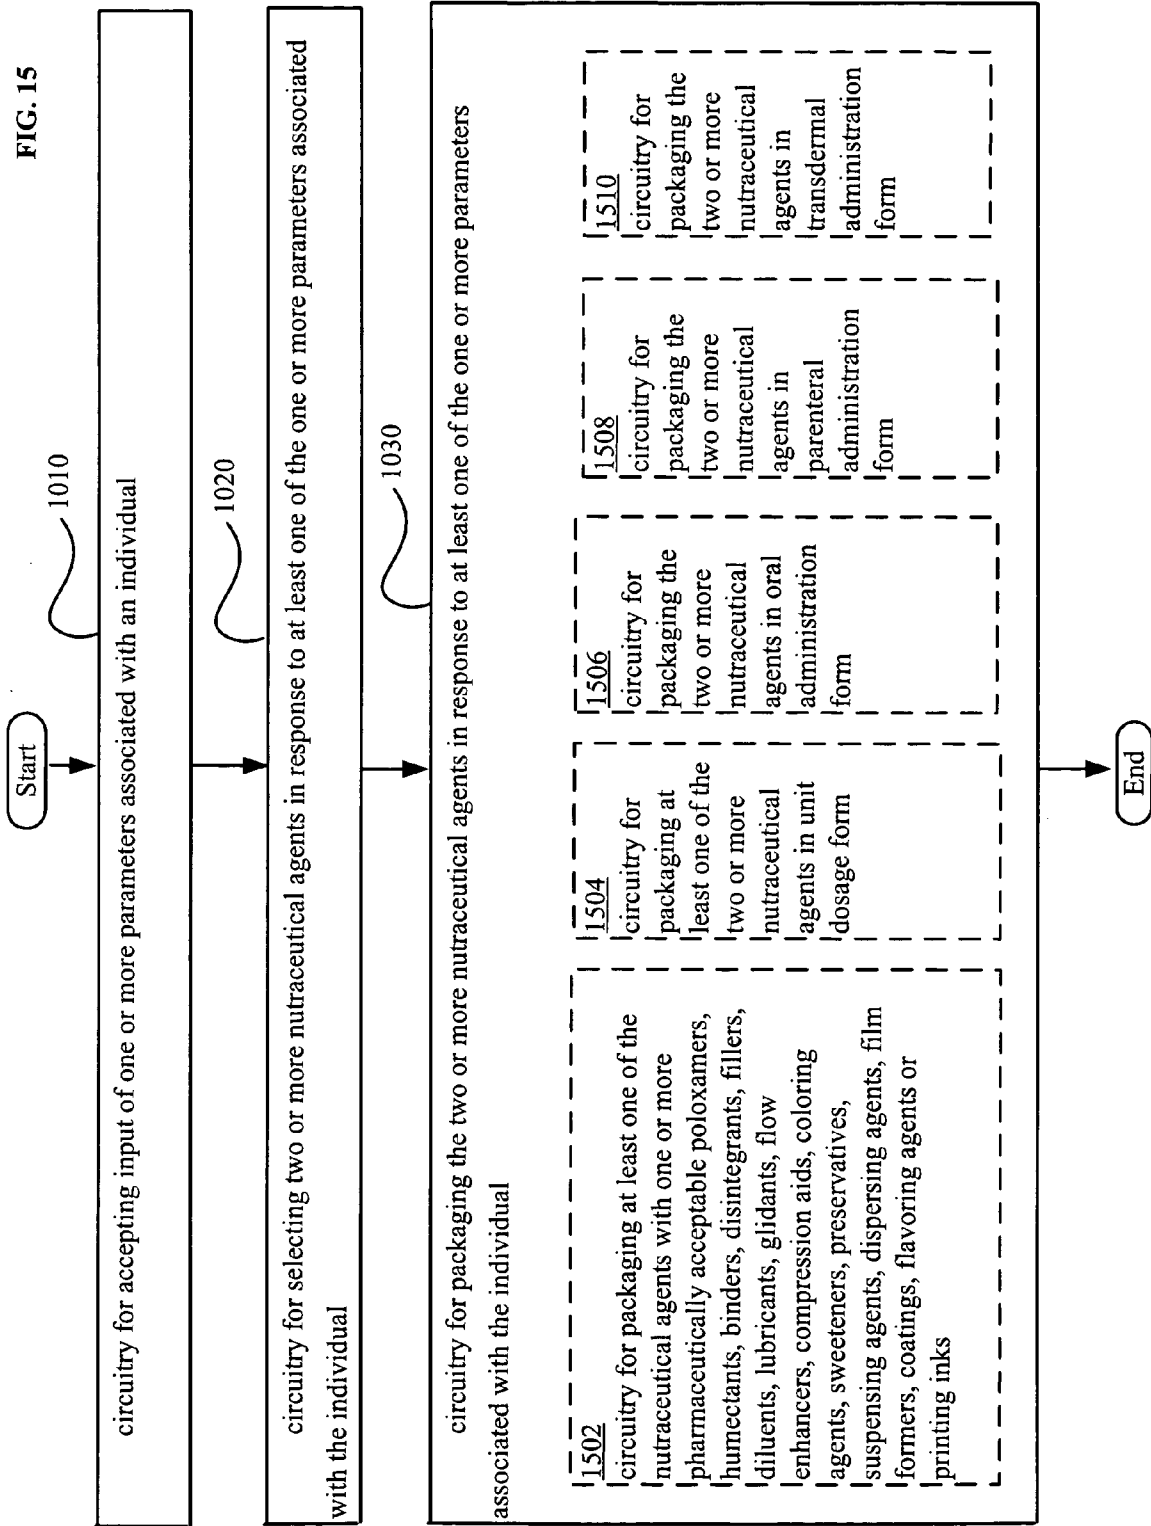 FIG. 15
Start
1010
circuitry for accepting input of one or more parameters associated with an individual
1020
circuitry for selecting two or more nutraceutical agents in response to at least one of the one or more parameters associated
with the individual
1030
circuitry for packaging the two or more nutraceutical agents in response to at least one of the one or more parameters
associated with the individual
1502
circuitry for packaging at least one of the
nutraceutical agents with one or more
pharmaceutically acceptable poloxamers,
humectants, binders, disintegrants, fillers,
diluents, lubricants, glidants, flow
enhancers, compression aids, coloring
agents, sweeteners, preservatives,
suspensing agents, dispersing agents, film
formers, coatings, flavoring agents or
printing inks
1504
circuitry for
packaging at
least one of the
two or more
nutraceutical
agents in unit
dosage form
1506
circuitry for
packaging the
two or more
nutraceutical
agents in oral
administration
form
1508
circuitry for
packaging the
two or more
nutraceutical
agents in
parenteral
administration
form
1510
circuitry for
packaging the
two or more
nutraceutical
agents in
transdermal
administration
form
End